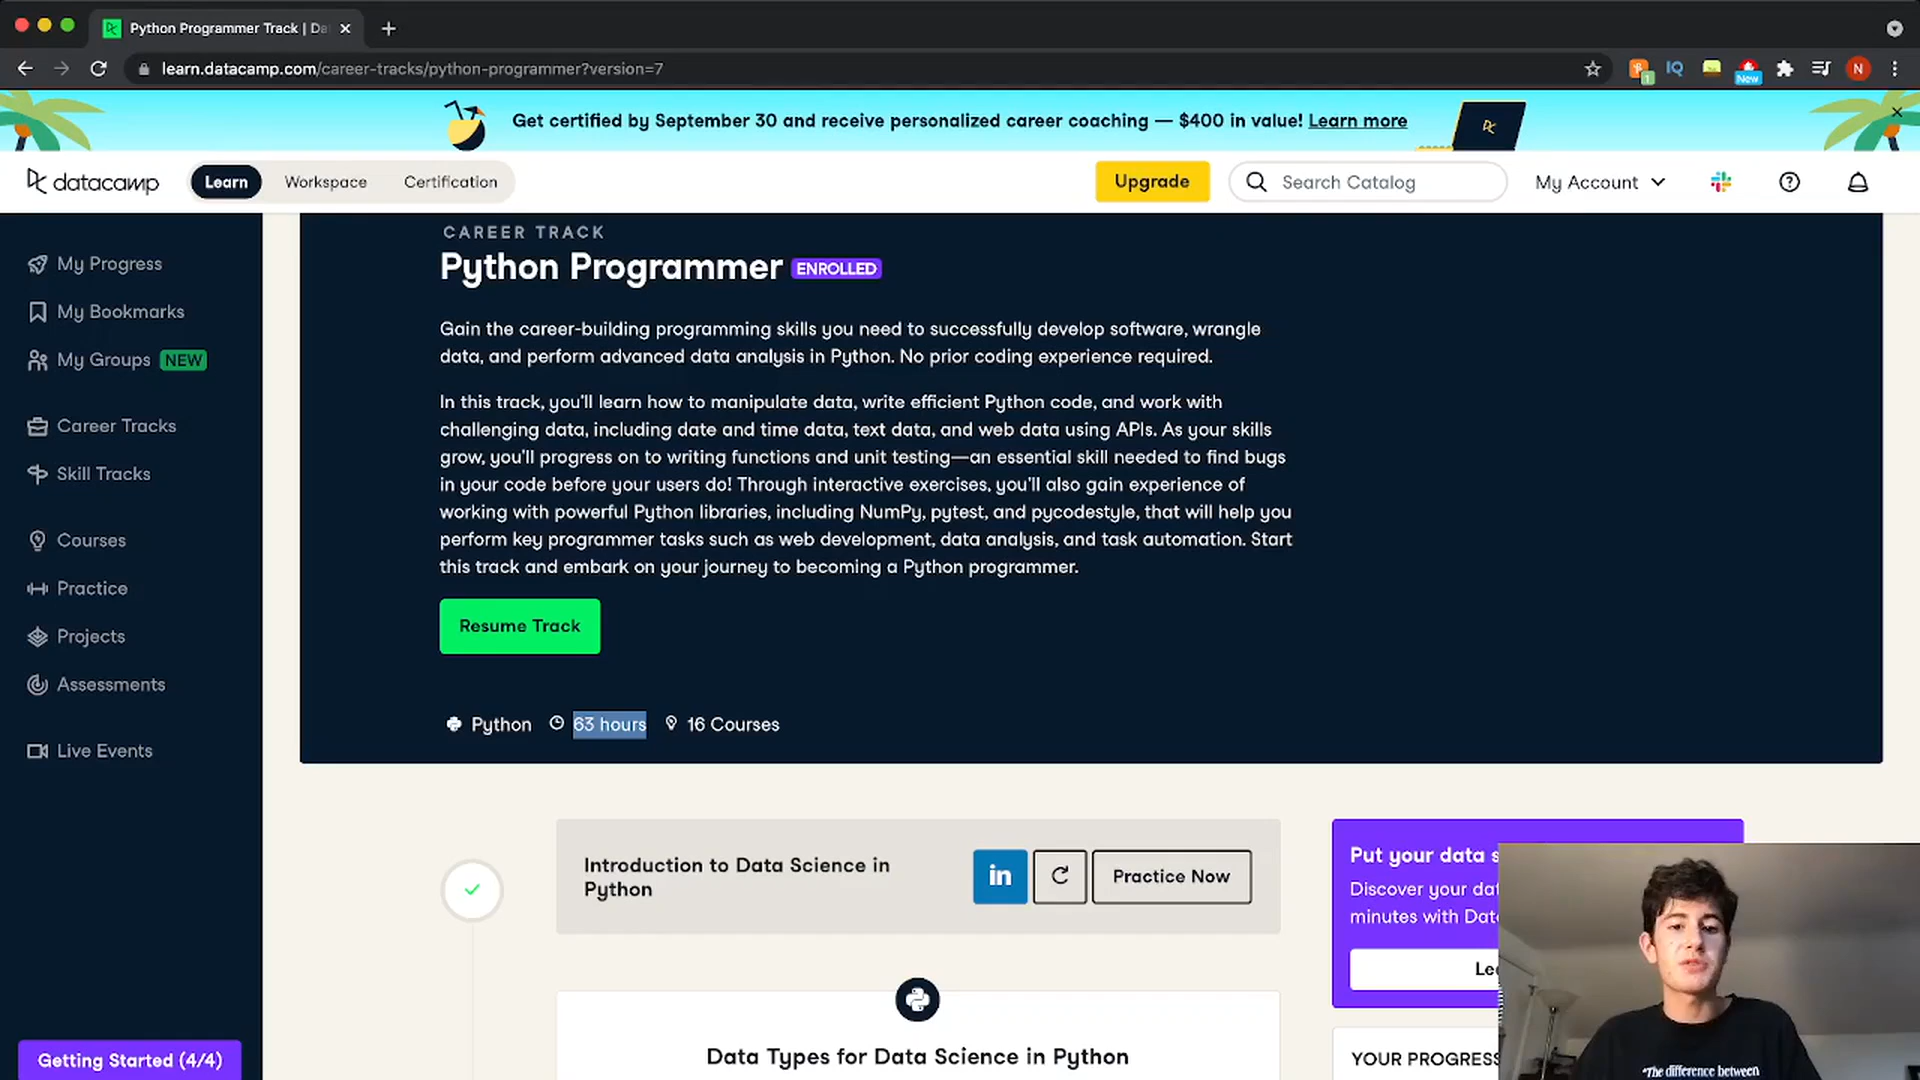 Python Programmer Track | Da
learn.datacamp.com/career-tracks/python-programmer?version=7
1
IQ
New
N
Get certified by September 30 and receive personalized career coaching — $400 in value! Learn more
datacamp
Learn
Workspace
Certification
Upgrade
Search Catalog
My Account
My Progress
My Bookmarks
My Groups NEW
Career Tracks
Skill Tracks
Courses
Practice
Projects
Assessments
Live Events
Getting Started (4/4)
CAREER TRACK
Python Programmer ENROLLED
Gain the career-building programming skills you need to successfully develop software, wrangle
data, and perform advanced data analysis in Python. No prior coding experience required.
In this track, you'll learn how to manipulate data, write efficient Python code, and work with
challenging data, including date and time data, text data, and web data using APIs. As your skills
grow, you'll progress on to writing functions and unit testing—an essential skill needed to find bugs
in your code before your users do! Through interactive exercises, you'll also gain experience of
working with powerful Python libraries, including NumPy, pytest, and pycodestyle, that will help you
perform key programmer tasks such as web development, data analysis, and task automation. Start
this track and embark on your journey to becoming a Python programmer.
Resume Track
Python 63 hours 16 Courses
Introduction to Data Science in
Python
in
Practice Now
Data Types for Data Science in Python
Put your data s
Discover your dat
minutes with Data
Lea
YOUR PROGRESS
"The difference between